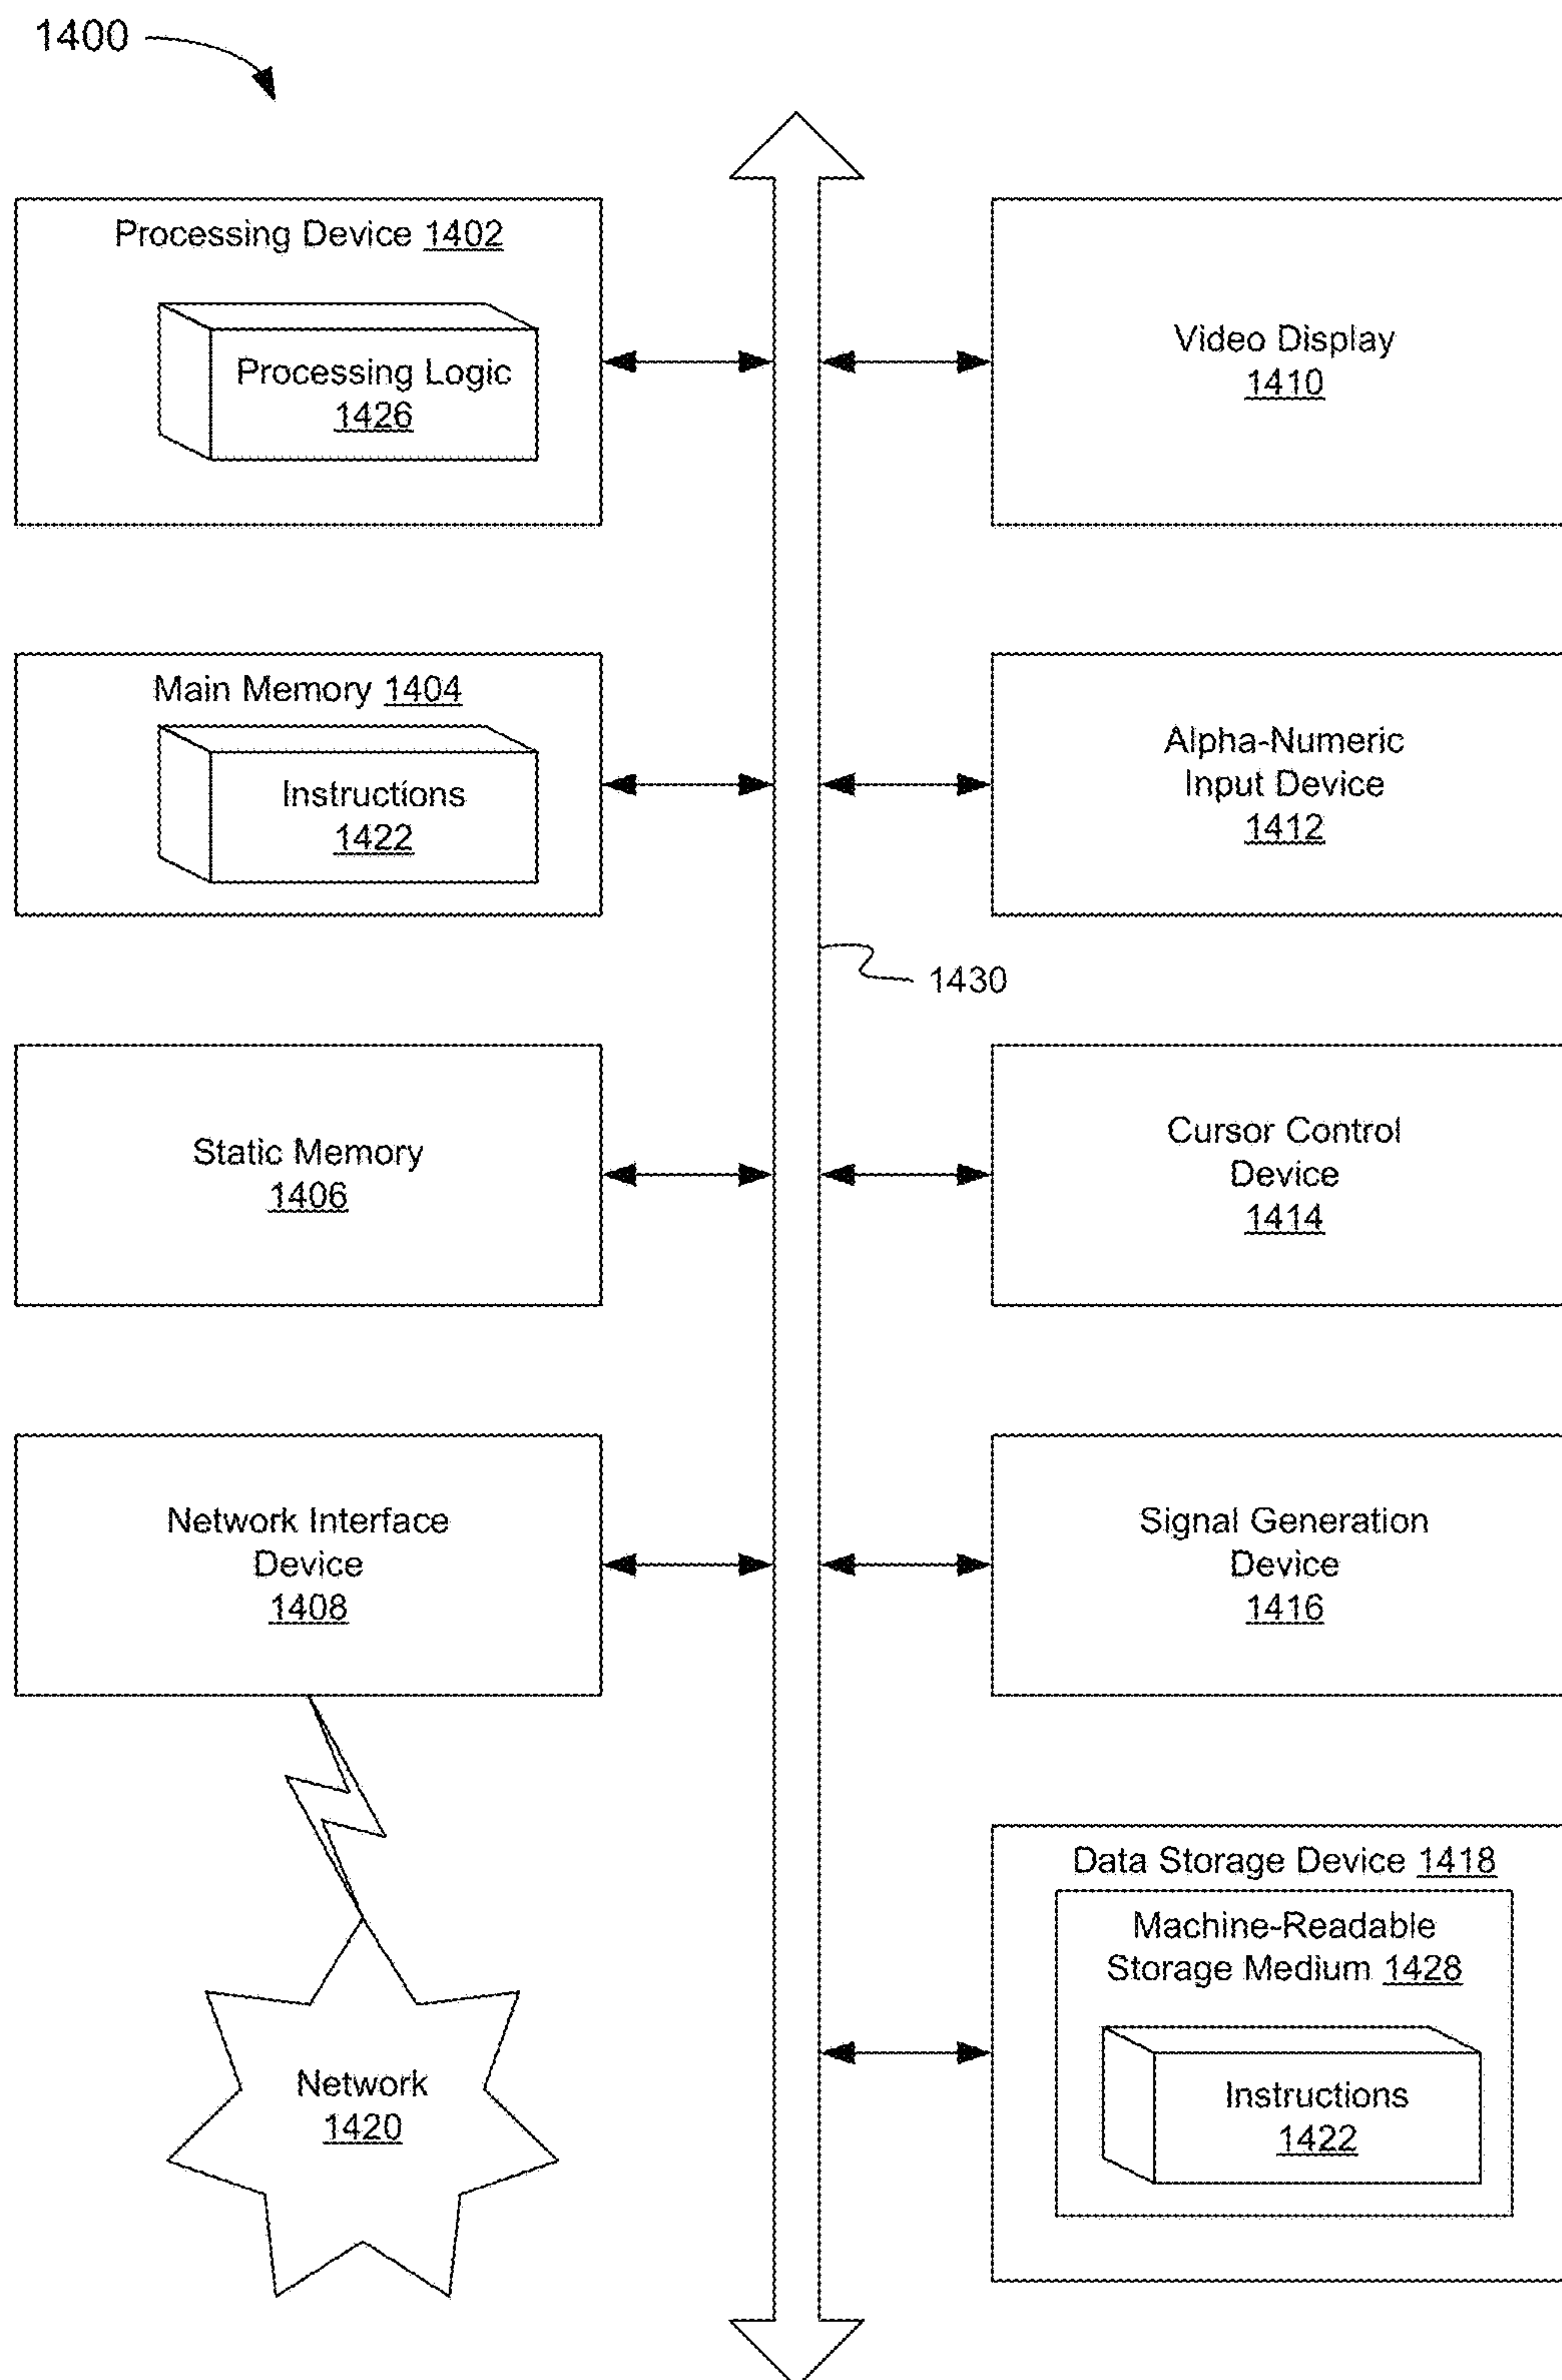 1400
Processing Device 1402
Processing Logic
1426
Video Display
1410
Main Memory 1404
Instructions
1422
Alpha-Numeric
Input Device
1412
1430
Static Memory
1406
Cursor Control
Device
1414
Network Interface
Device
1408
Signal Generation
Device
1416
Data Storage Device 1418
Machine-Readable
Storage Medium 1428
Instructions
1422
Network
1420